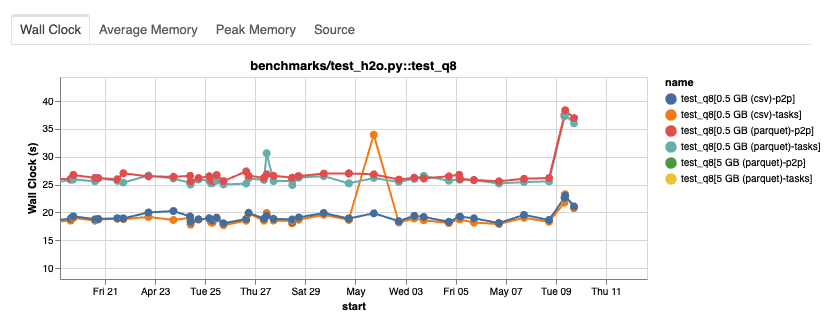 Wall Clock Average Memory Peak Memory Source
benchmarks/test_h2o.py::test_q8
name
test_q8[0.5 GB (csv)-p2p]
test_q8[0.5 GB (csv)-tasks]
test_q8[0.5 GB (parquet)-p2p]
test_q8[0.5 GB (parquet)-tasks]
test_q8[5 GB (parquet)-p2p]
test_q8[5 GB (parquet)-tasks]
Wall Clock (s)
40
35
30
25
20
15
10
Fri 21 Apr 23 Tue 25 Thu 27 Sat 29 May Wed 03 Fri 05 May 07 Tue 09 Thu 11
start